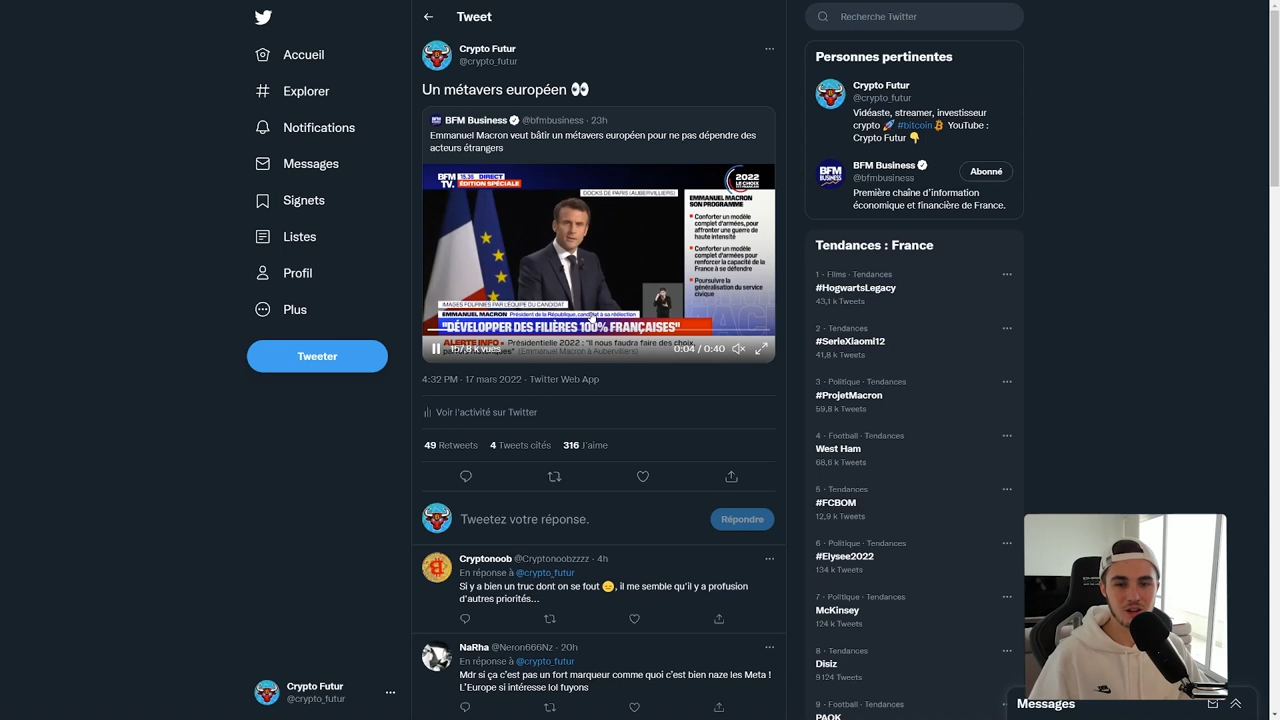 Accueil
Explorer
Notifications
Messages
Signets
Listes
Profil
Plus
Tweeter
Crypto Futur
@crypto_futur
Tweet
Crypto Futur
@crypto_futur
Un métavers européen 👀
BFM Business @bfmbusiness · 23h
Emmanuel Macron veut bâtir un métavers européen pour ne pas dépendre des
acteurs étrangers
BFM
TV.
15.36 DIRECT
ÉDITION SPÉCIALE
DOCKS DE PARIS (AUBERVILLIERS)
2022
LE CHOIX
EMMANUEL MACRON
SON PROGRAMME
Conforter un modèle
complet d'armées, pour
affronter une guerre de
haute intensité
Conforter un modèle
complet d'armées pour
renforcer la capacité de la
France à se défendre
Poursuivre la
généralisation du service
civique
IMAGES FOURNIES PAR L'ÉQUIPE DU CANDIDAT
EMMANUEL MACRON Président de la République, candidat à sa réélection
"DÉVELOPPER DES FILIÈRES 100% FRANÇAISES"
ALERTE INFO Présidentielle 2022 : "Il nous faudra faire des choix
(Emmanuel Macron à Aubervilliers)
157,8 k vues
0:04 / 0:40
4:32 PM · 17 mars 2022 · Twitter Web App
Voir l'activité sur Twitter
49 Retweets 4 Tweets cités 316 J'aime
Tweetez votre réponse.
Répondre
Cryptonoob @Cryptonoobzzzz · 4h
En réponse à @crypto_futur
Si y a bien un truc dont on se fout 😑, il me semble qu'il y a profusion
d'autres priorités...
NaRha @Neron666Nz · 20h
En réponse à @crypto_futur
Mdr si ça c'est pas un fort marqueur comme quoi c'est bien naze les Meta !
L'Europe si intéresse lol fuyons
Recherche Twitter
Personnes pertinentes
Crypto Futur
@crypto_futur
Vidéaste, streamer, investisseur
crypto 🚀 #bitcoin YouTube :
Crypto Futur 👇
BFM Business
@bfmbusiness
Abonné
Première chaîne d'information
économique et financière de France.
Tendances : France
1 · Films · Tendances
#HogwartsLegacy
43,1 k Tweets
2 · Tendances
#SerieXiaomi12
41,8 k Tweets
3 · Politique · Tendances
#ProjetMacron
59,8 k Tweets
4 · Football · Tendances
West Ham
68,6 k Tweets
5 · Tendances
#FCBOM
12,9 k Tweets
6 · Politique · Tendances
#Elysee2022
134 k Tweets
7 · Politique · Tendances
McKinsey
124 k Tweets
8 · Tendances
Disiz
9 124 Tweets
9 · Football · Tendances
PAOK
Messages